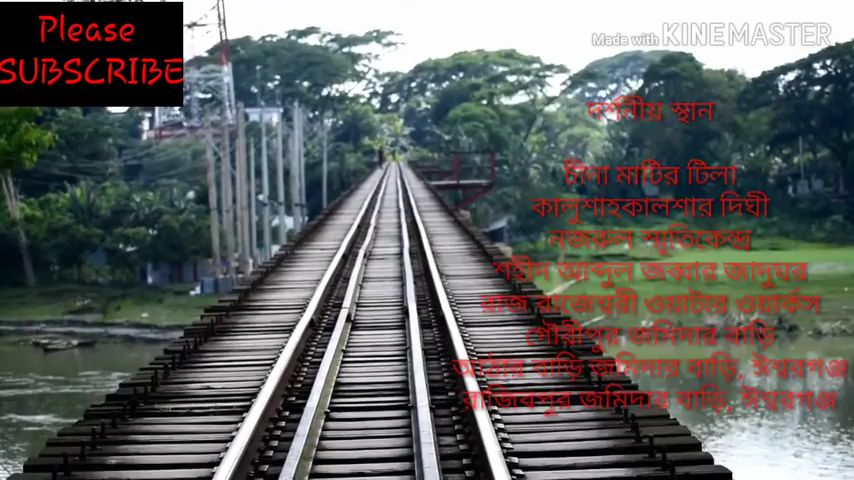 Please
SUBSCRIBE
Made with KINEMASTER
দর্শনীয় স্থান
চীনা মাটির টিলা
কালুশাহকালশার দিঘী
নজরুল স্মৃতিকেন্দ্র
শহীদ আব্দুল জব্বার জাদুঘর
রাজ রাজেশ্বরী ওয়াটার ওয়ার্কস
গৌরীপুর জমিদার বাড়ি
আঠার বাড়ি জমিদার বাড়ি, ঈশ্বরগঞ্জ
রাজিবপুর জমিদার বাড়ি, ঈশ্বরগঞ্জ